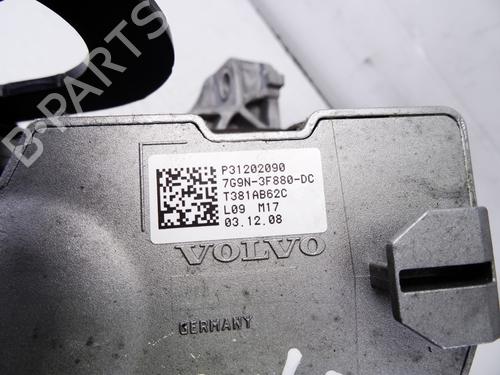 B-PARTS
P31202090
7G9N-3F880-DC
T381AB62C
L09 M17
03.12.08
VOLVO
GERMANY